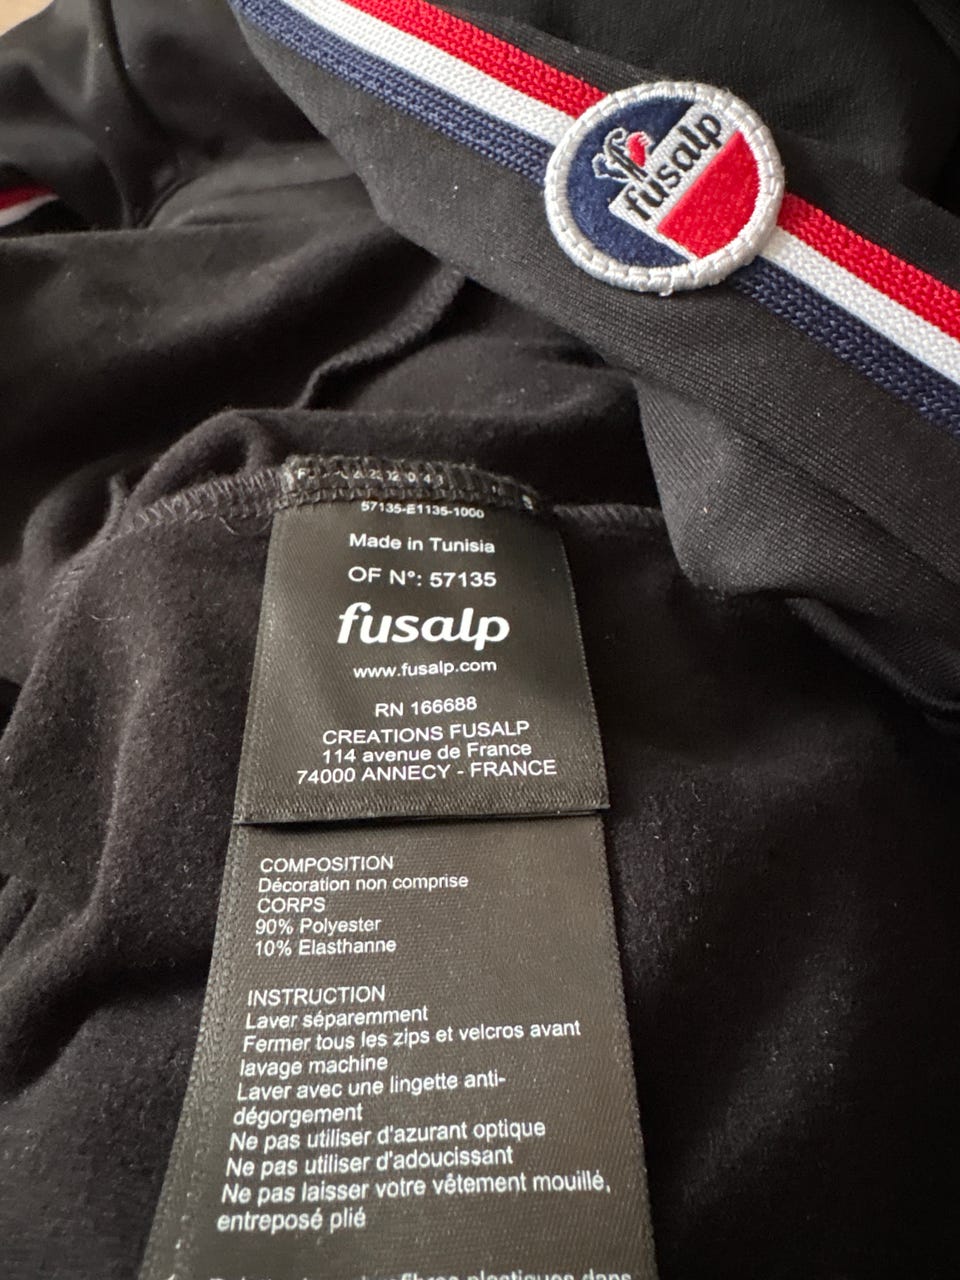 fusalp
57135-E1135-1000
Made in Tunisia
OF N°: 57135
fusalp
www.fusalp.com
RN 166688
CREATIONS FUSALP
114 avenue de France
74000 ANNECY - FRANCE
COMPOSITION
Décoration non comprise
CORPS
90% Polyester
10% Elasthanne
INSTRUCTION
Laver séparemment
Fermer tous les zips et velcros avant
lavage machine
Laver avec une lingette anti-
dégorgement
Ne pas utiliser d'azurant optique
Ne pas utiliser d'adoucissant
Ne pas laisser votre vêtement mouillé,
entreposé plié
plastiques dans